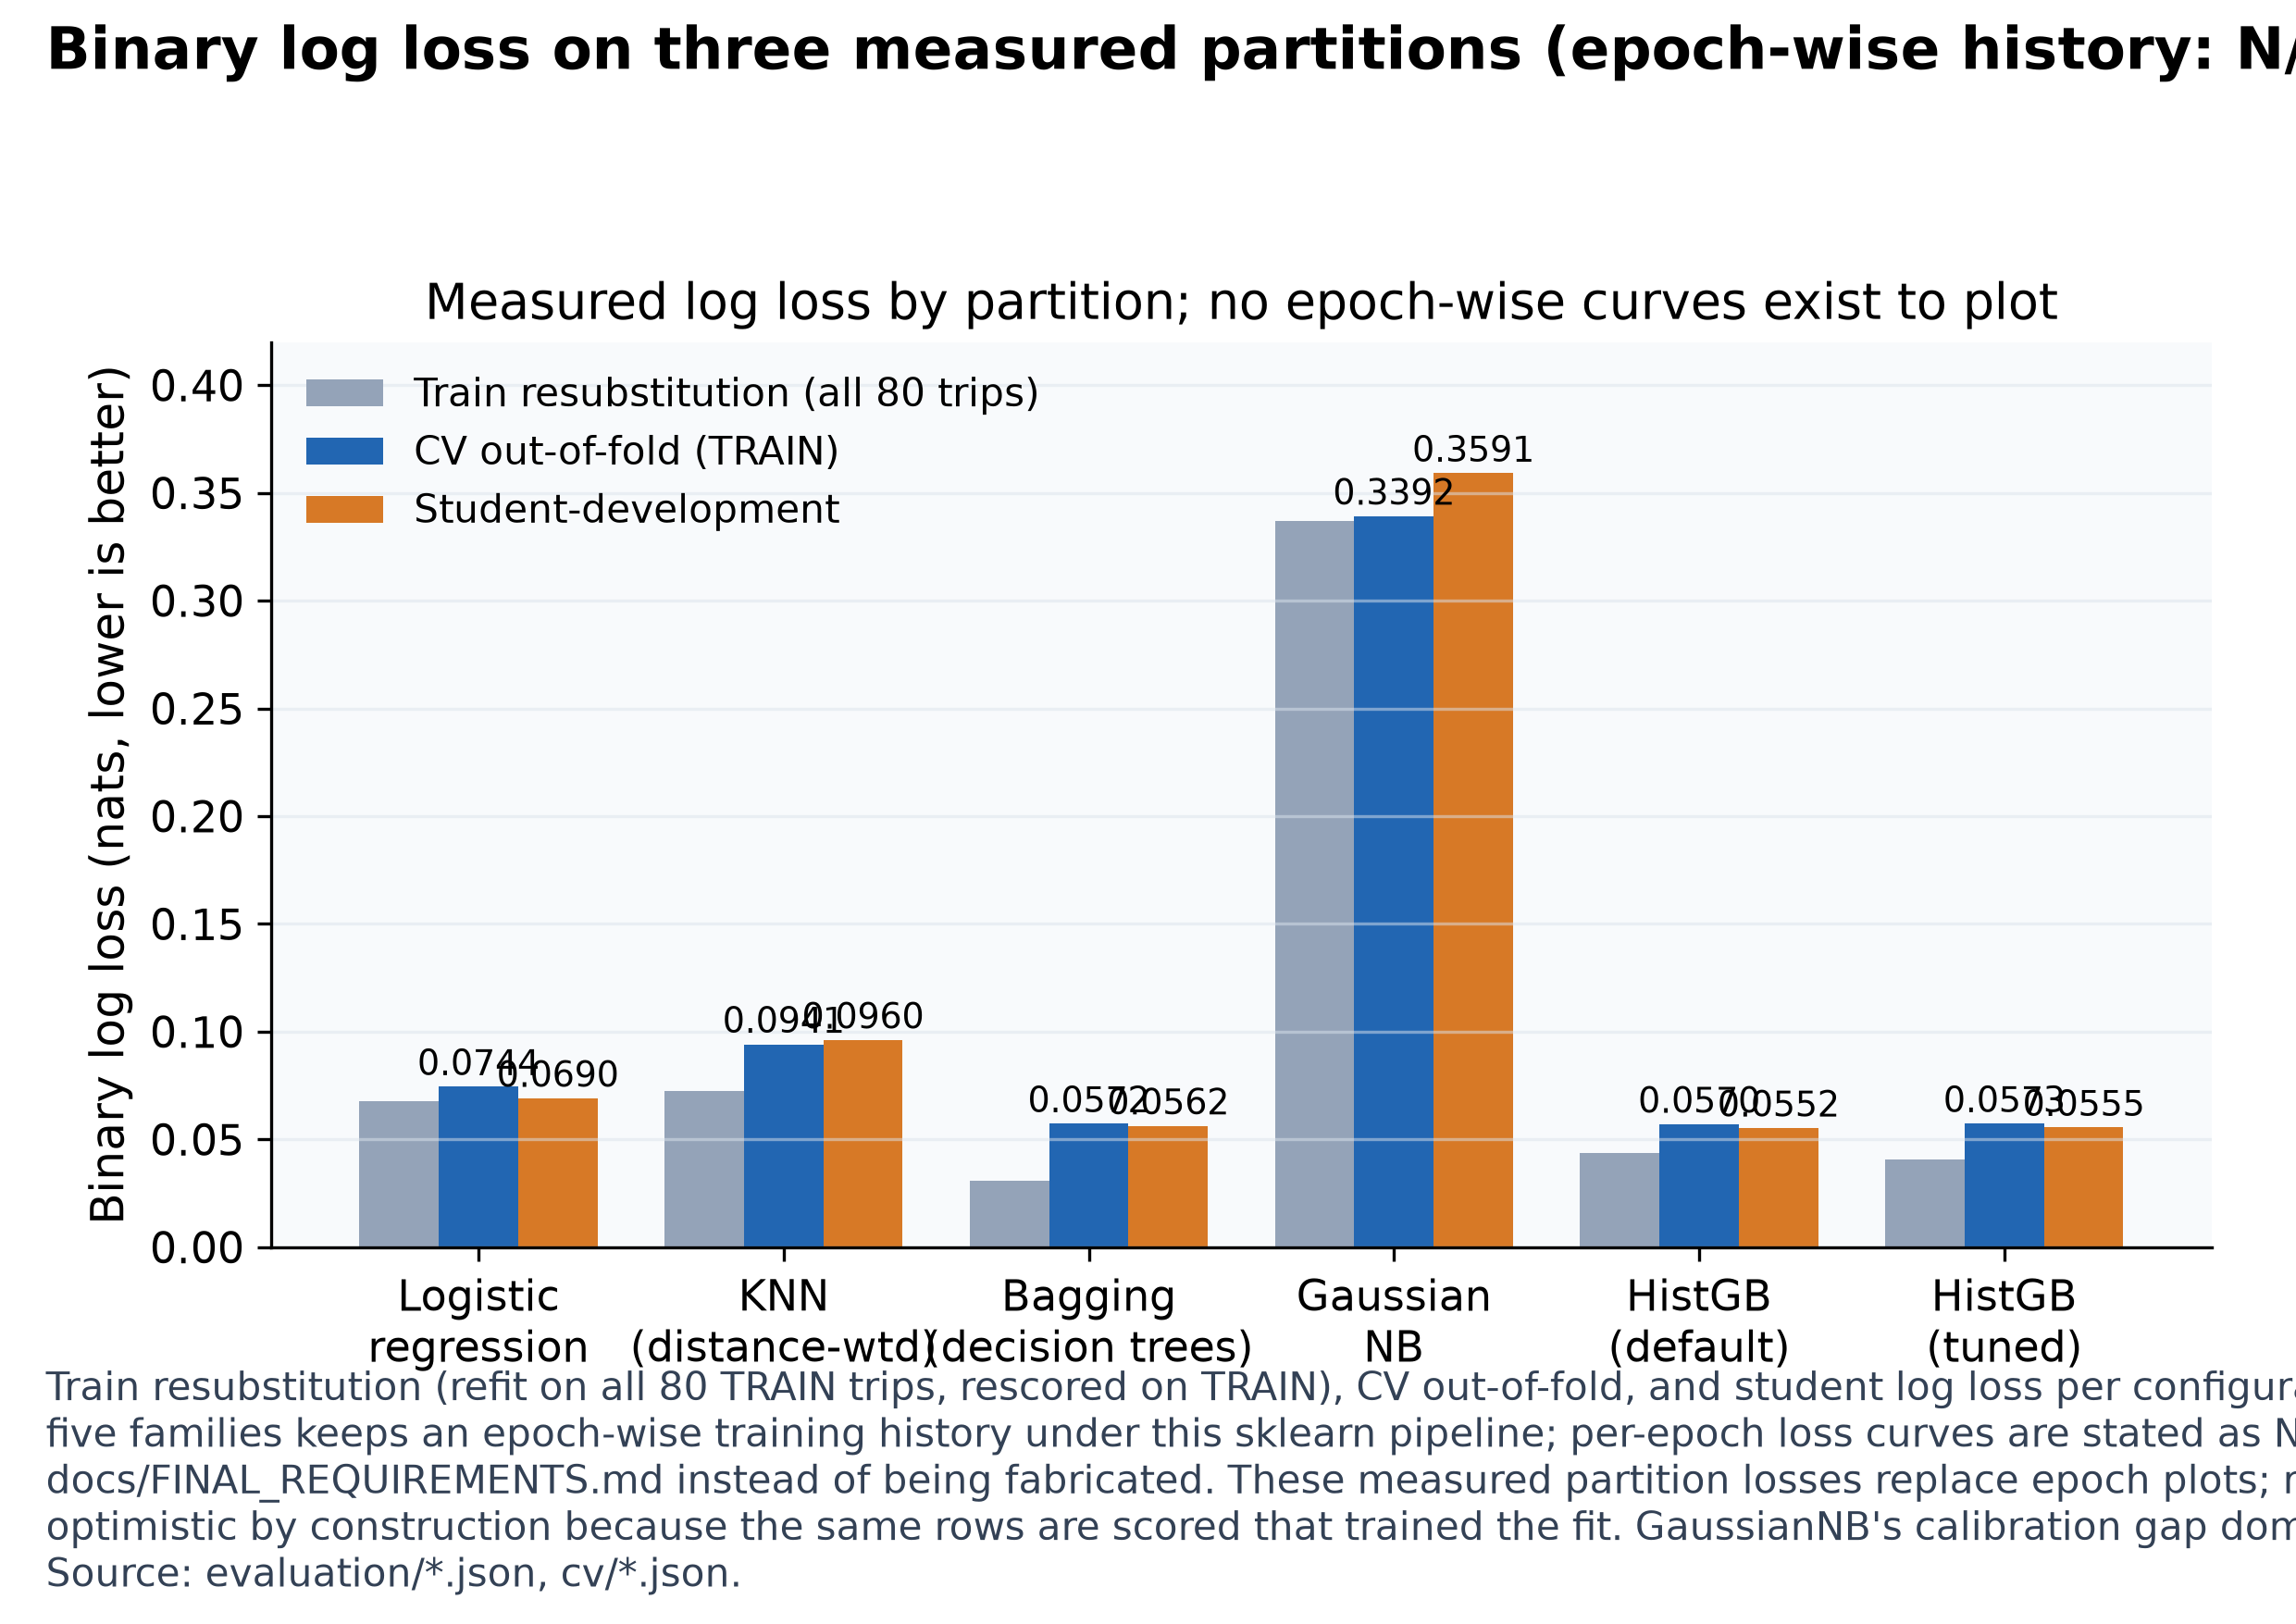 Binary log loss on three measured partitions (epoch-wise history: N/
Measured log loss by partition; no epoch-wise curves exist to plot
Binary log loss (nats, lower is better)
0.40
0.35
0.30
0.25
0.20
0.15
0.10
0.05
0.00
Train resubstitution (all 80 trips)
CV out-of-fold (TRAIN)
Student-development
0.0744
0.0690
0.0941
0.0960
0.0572
0.0562
0.3392
0.3591
0.0570
0.0552
0.0573
0.0555
Logistic
regression
KNN
(distance-wtd)
Bagging
(decision trees)
Gaussian
NB
HistGB
(default)
HistGB
(tuned)
Train resubstitution (refit on all 80 TRAIN trips, rescored on TRAIN), CV out-of-fold, and student log loss per
five families keeps an epoch-wise training history under this sklearn pipeline; per-epoch loss curves are stated as
docs/FINAL_REQUIREMENTS.md instead of being fabricated. These measured partition losses replace epoch plots;
optimistic by construction because the same rows are scored that trained the fit. GaussianNB's calibration gap
Source: evaluation/*.json, cv/*.json.